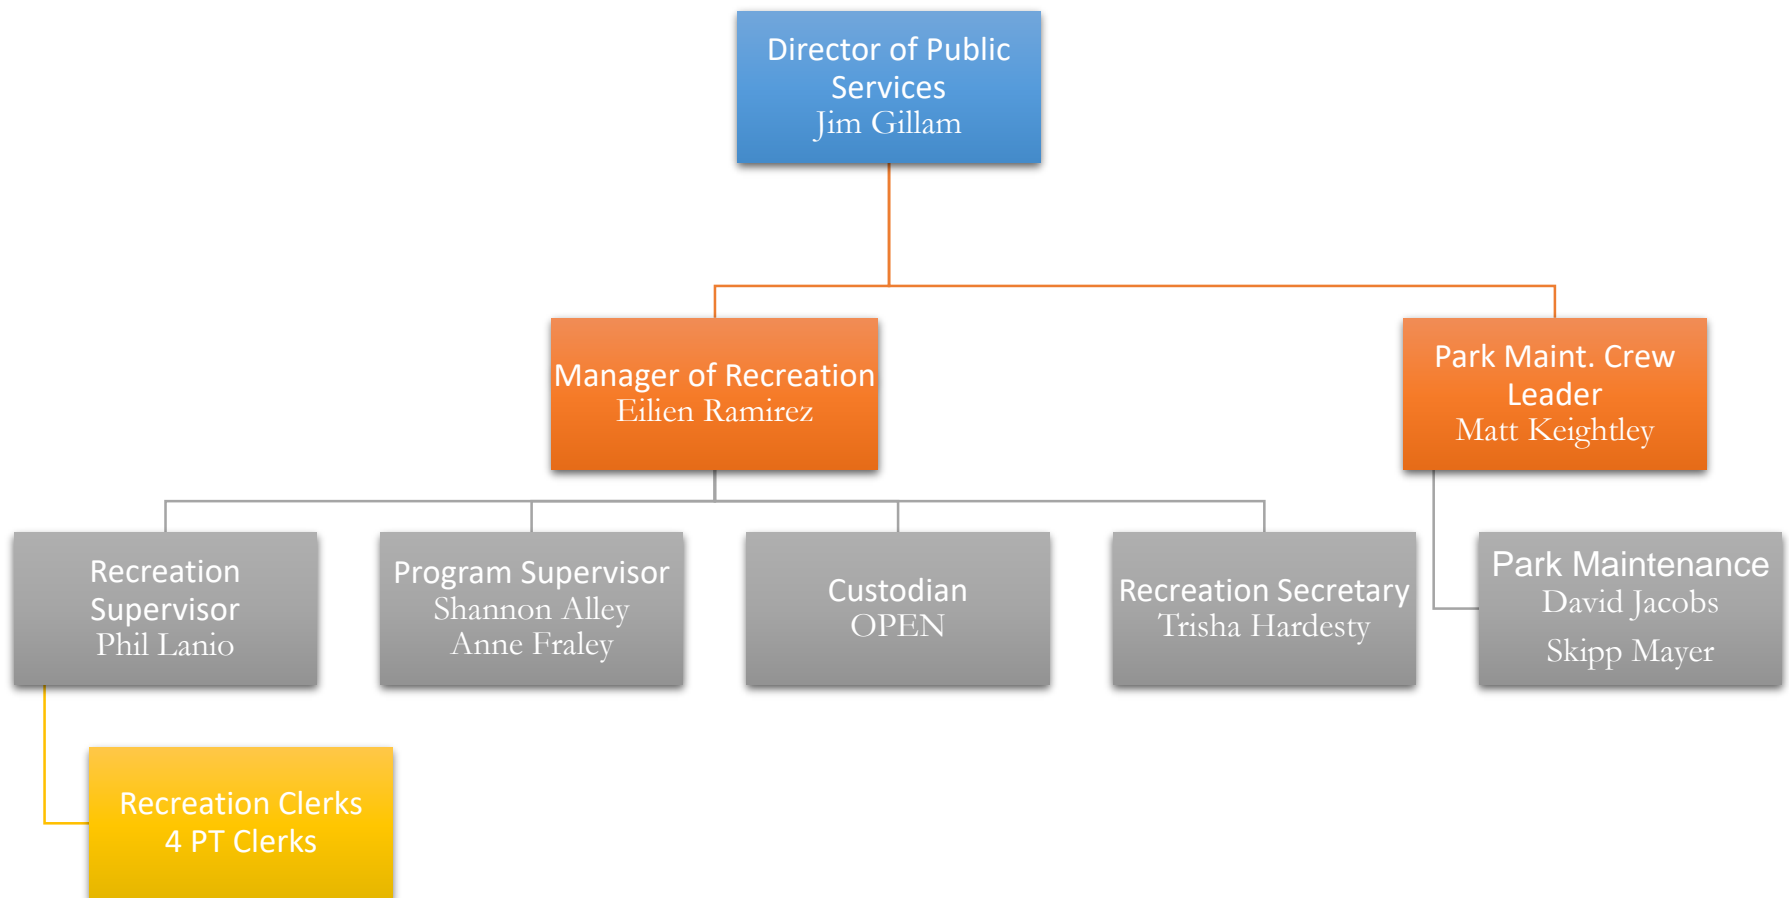 Director of Public
Services
Jim Gillam
Manager of Recreation
Eilien Ramirez
Park Maint. Crew
Leader
Matt Keightley
Recreation
Supervisor
Phil Lanio
Program Supervisor
Shannon Alley
Anne Fraley
Custodian
OPEN
Recreation Secretary
Trisha Hardesty
Park Maintenance
David Jacobs
Skipp Mayer
Recreation Clerks
4 PT Clerks